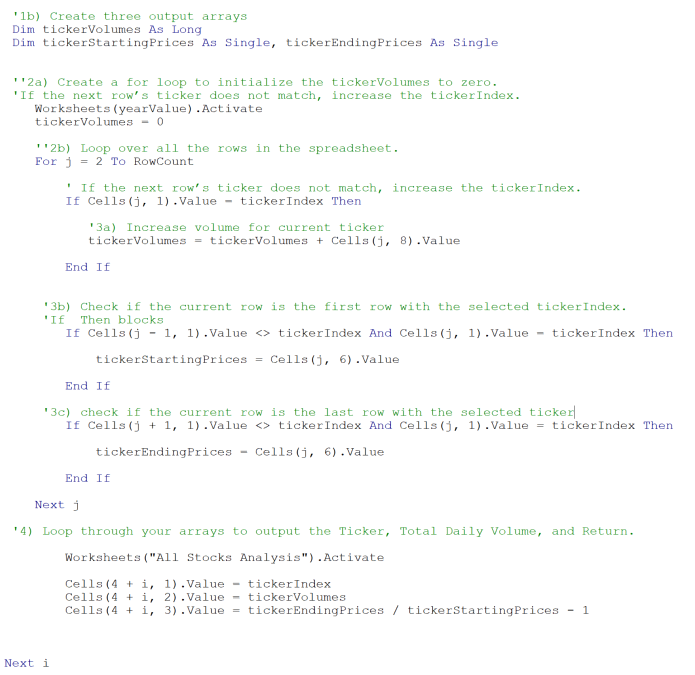 '1b) Create three output arrays
Dim tickerVolumes As Long
Dim tickerStartingPrices As Single, tickerEndingPrices As Single
''2a) Create a for loop to initialize the tickerVolumes to zero.
'If the next row's ticker does not match, increase the tickerIndex.
Worksheets(yearValue).Activate
tickerVolumes = 0
''2b) Loop over all the rows in the spreadsheet.
For j = 2 To RowCount
' If the next row's ticker does not match, increase the tickerIndex.
If Cells(j, 1).Value = tickerIndex Then
'3a) Increase volume for current ticker
tickerVolumes = tickerVolumes + Cells(j, 8).Value
End If
'3b) Check if the current row is the first row with the selected tickerIndex.
'If  Then blocks
If Cells(j - 1, 1).Value <> tickerIndex And Cells(j, 1).Value = tickerIndex Then
tickerStartingPrices = Cells(j, 6).Value
End If
'3c) check if the current row is the last row with the selected ticker
If Cells(j + 1, 1).Value <> tickerIndex And Cells(j, 1).Value = tickerIndex Then
tickerEndingPrices = Cells(j, 6).Value
End If
Next j
'4) Loop through your arrays to output the Ticker, Total Daily Volume, and Return.
Worksheets("All Stocks Analysis").Activate
Cells(4 + i, 1).Value = tickerIndex
Cells(4 + i, 2).Value = tickerVolumes
Cells(4 + i, 3).Value = tickerEndingPrices / tickerStartingPrices - 1
Next i